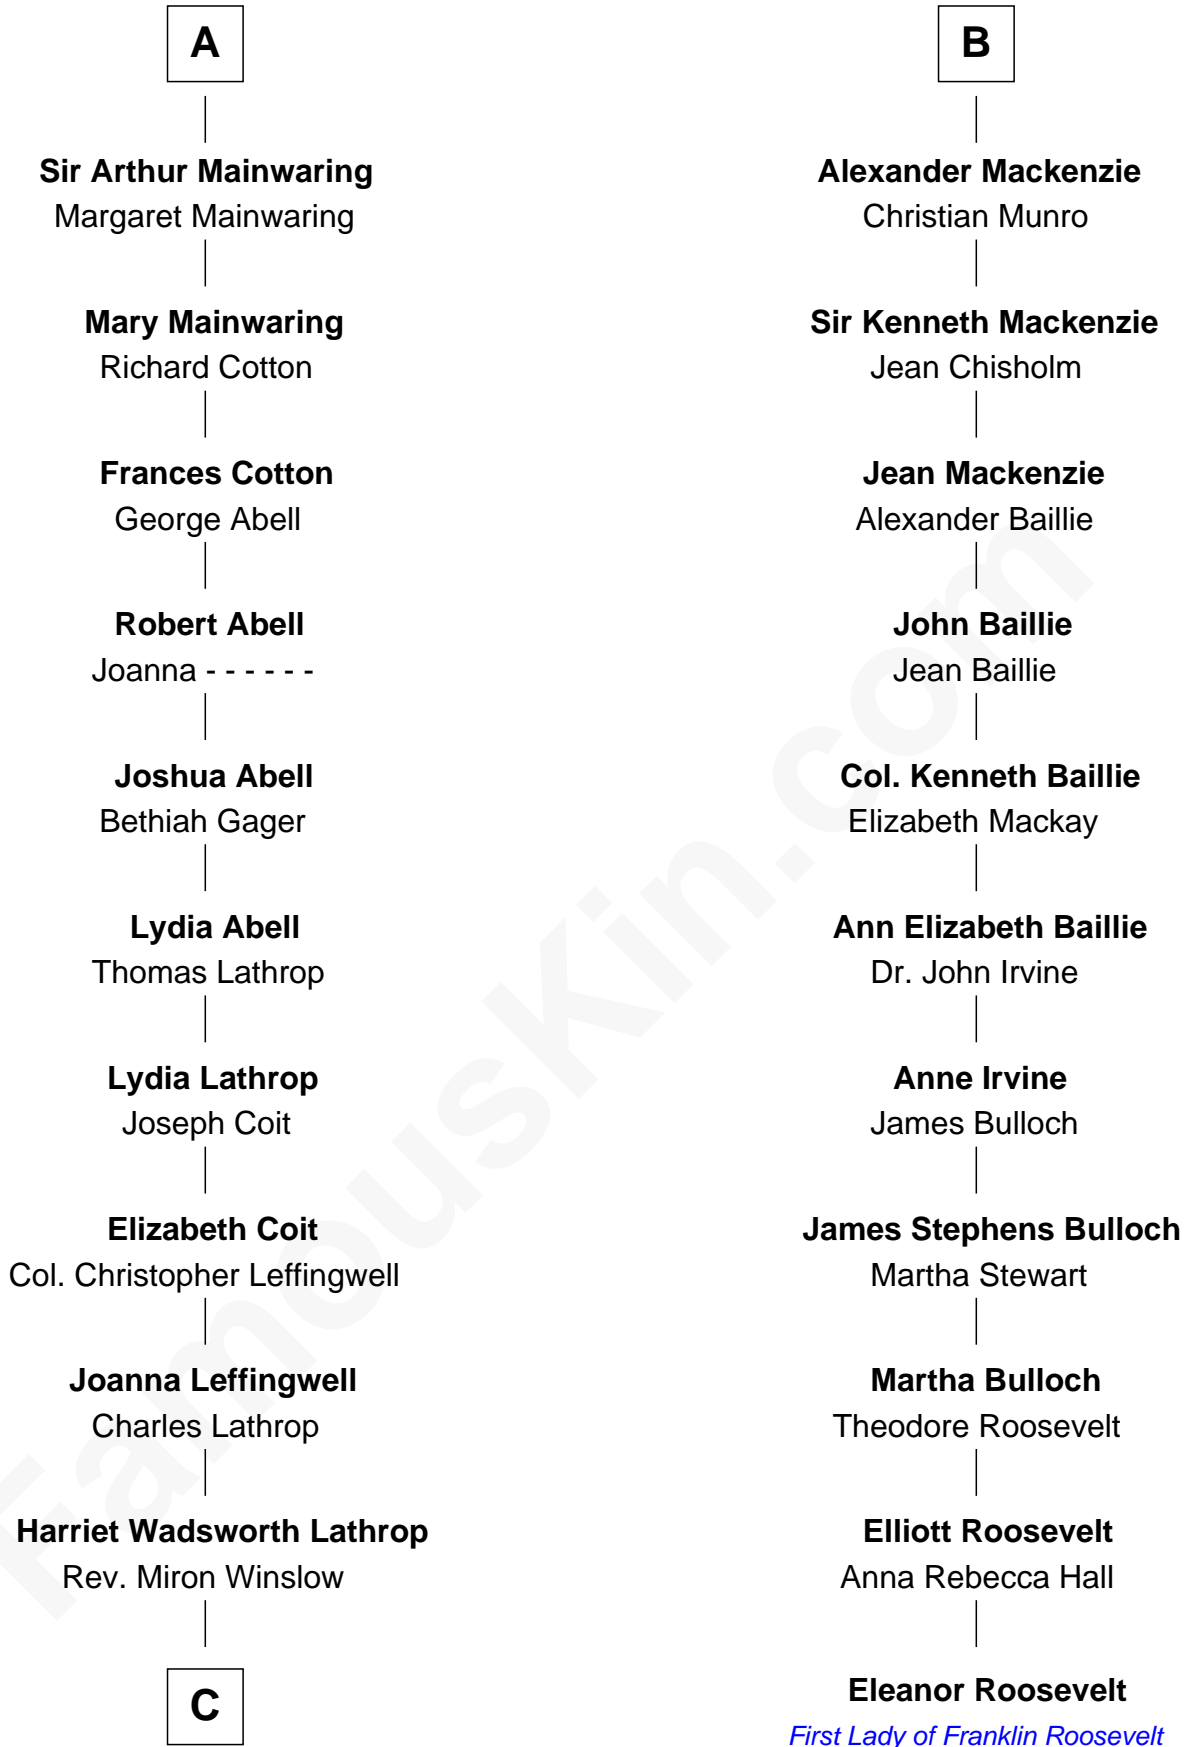 A
Sir Arthur Mainwaring
Margaret Mainwaring
Mary Mainwaring
Richard Cotton
Frances Cotton
George Abell
Robert Abell
Joanna - - - - - -
Joshua Abell
Bethiah Gager
Lydia Abell
Thomas Lathrop
Lydia Lathrop
Joseph Coit
Elizabeth Coit
Col. Christopher Leffingwell
Joanna Leffingwell
Charles Lathrop
Harriet Wadsworth Lathrop
Rev. Miron Winslow
C
B
Alexander Mackenzie
Christian Munro
Sir Kenneth Mackenzie
Jean Chisholm
Jean Mackenzie
Alexander Baillie
John Baillie
Jean Baillie
Col. Kenneth Baillie
Elizabeth Mackay
Ann Elizabeth Baillie
Dr. John Irvine
Anne Irvine
James Bulloch
James Stephens Bulloch
Martha Stewart
Martha Bulloch
Theodore Roosevelt
Elliott Roosevelt
Anna Rebecca Hall
Eleanor Roosevelt
First Lady of Franklin Roosevelt
FamousKin.com